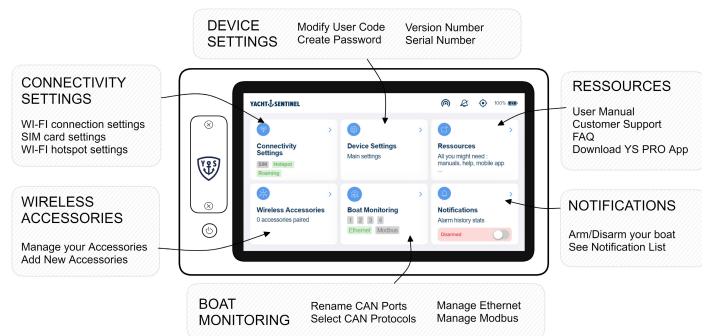 DEVICE
SETTINGS
Modify User Code
Create Password
Version Number
Serial Number
CONNECTIVITY
SETTINGS
WI-FI connection settings
SIM card settings
WI-FI hotspot settings
RESSOURCES
User Manual
Customer Support
FAQ
Download YS PRO App
WIRELESS
ACCESSORIES
Manage your Accessories
Add New Accessories
NOTIFICATIONS
Arm/Disarm your boat
See Notification List
BOAT
MONITORING
Rename CAN Ports
Select CAN Protocols
Manage Ethernet
Manage Modbus
YACHT SENTINEL
100%
Connectivity
Settings
SIM Hotspot
Roaming
Device Settings
Main settings
Ressources
All you might need :
manuals, help, mobile app
...
Wireless Accessories
0 accessories paired
Boat Monitoring
1 2 3 4
Ethernet Modbus
Notifications
Alarm history stats
Disarmed
YS